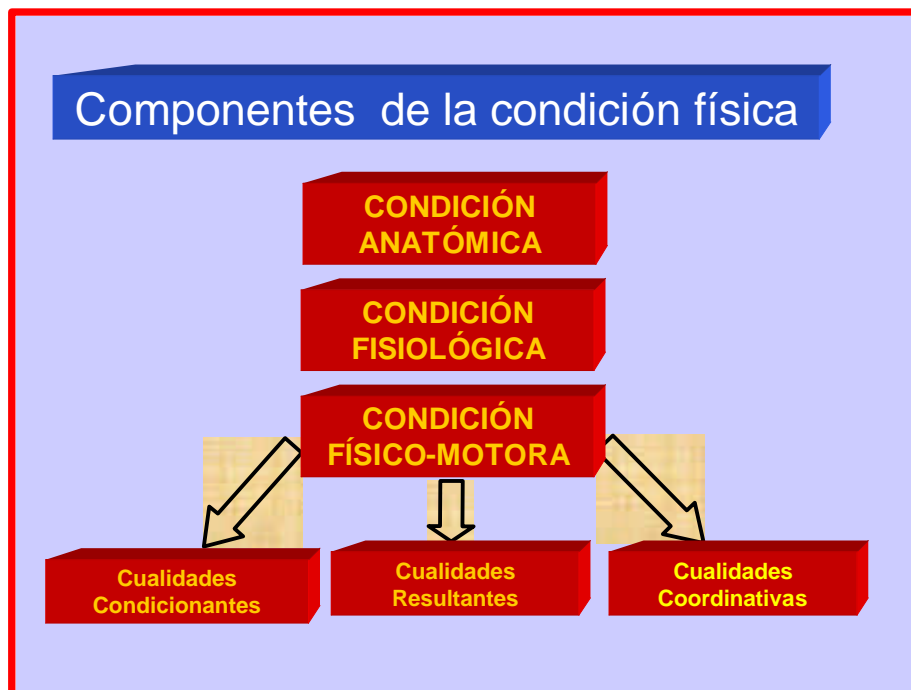 Componentes de la condición física
CONDICIÓN
ANATÓMICA
CONDICIÓN
FISIOLÓGICA
CONDICIÓN
FÍSICO-MOTORA
Cualidades
Condicionantes
Cualidades
Resultantes
Cualidades
Coordinativas